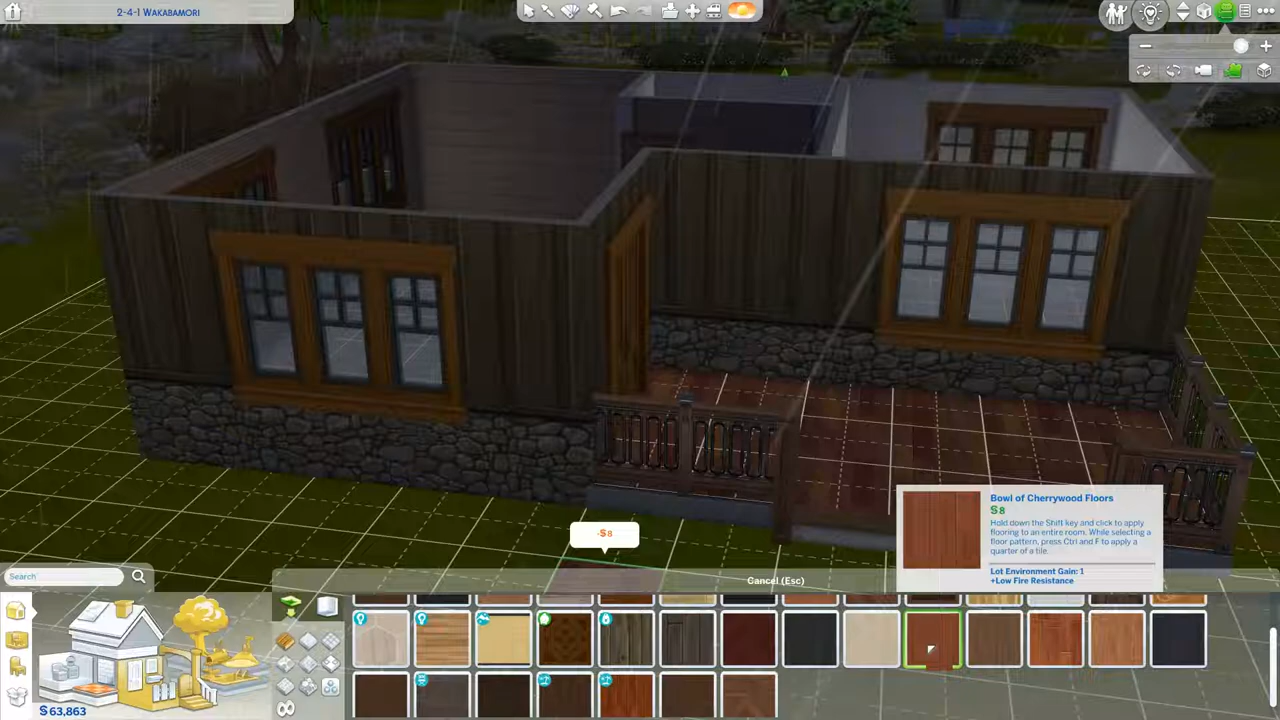 2-4-1 Wakabamori
Bowl of Cherrywood Floors
§8
Hold down the Shift key and click to apply
flooring to an entire room. While selecting a
floor pattern, press Ctrl and F to apply a
quarter of a tile.
Lot Environment Gain: 1
+Low Fire Resistance
-§8
Search
Cancel (Esc)
§63,863